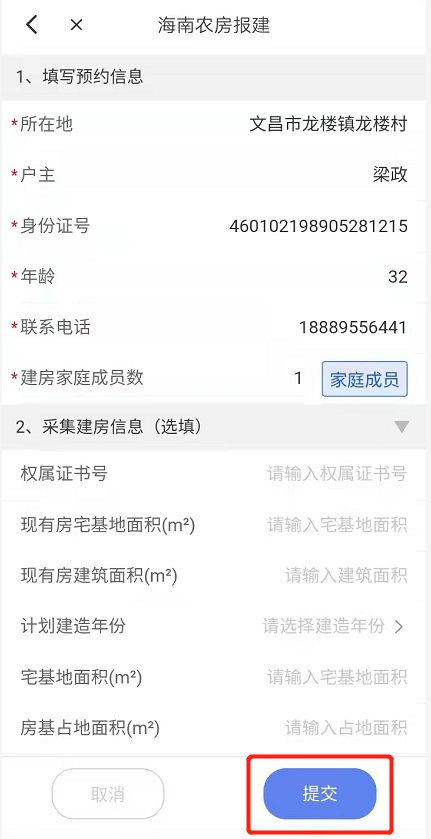 海南农房报建
1、填写预约信息
*所在地 文昌市龙楼镇龙楼村
*户主 梁政
*身份证号 460102198905281215
*年龄 32
*联系电话 18889556441
*建房家庭成员数 1 家庭成员
2、采集建房信息（选填）
权属证书号 请输入权属证书号
现有房宅基地面积(m²) 请输入宅基地面积
现有房建筑面积(m²) 请输入建筑面积
计划建造年份 请选择建造年份
宅基地面积(m²) 请输入宅基地面积
房基占地面积(m²) 请输入占地面积
取消 提交